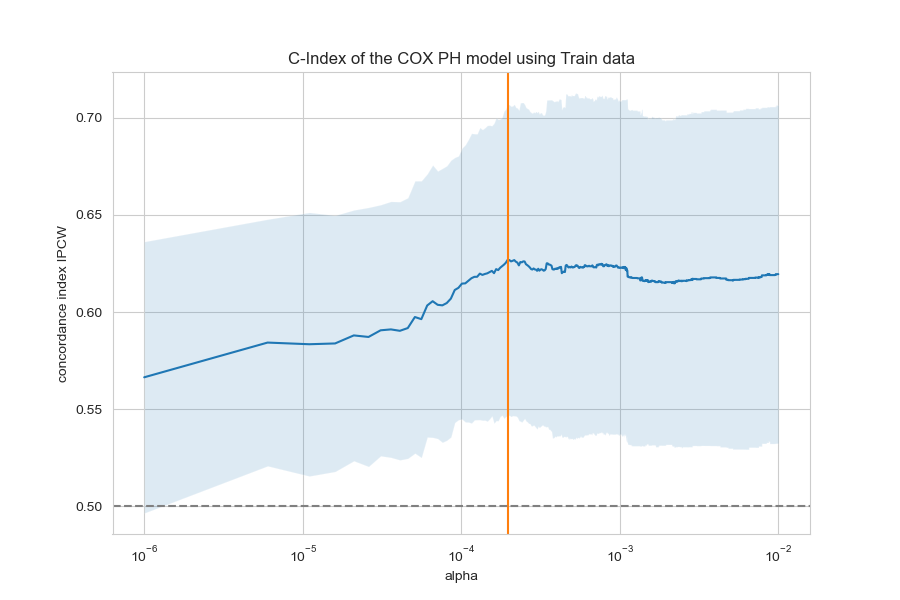 C-Index of the COX PH model using Train data
concordance index IPCW
0.70
0.65
0.60
0.55
0.50
10⁻⁶ 10⁻⁵ 10⁻⁴ 10⁻³ 10⁻²
alpha